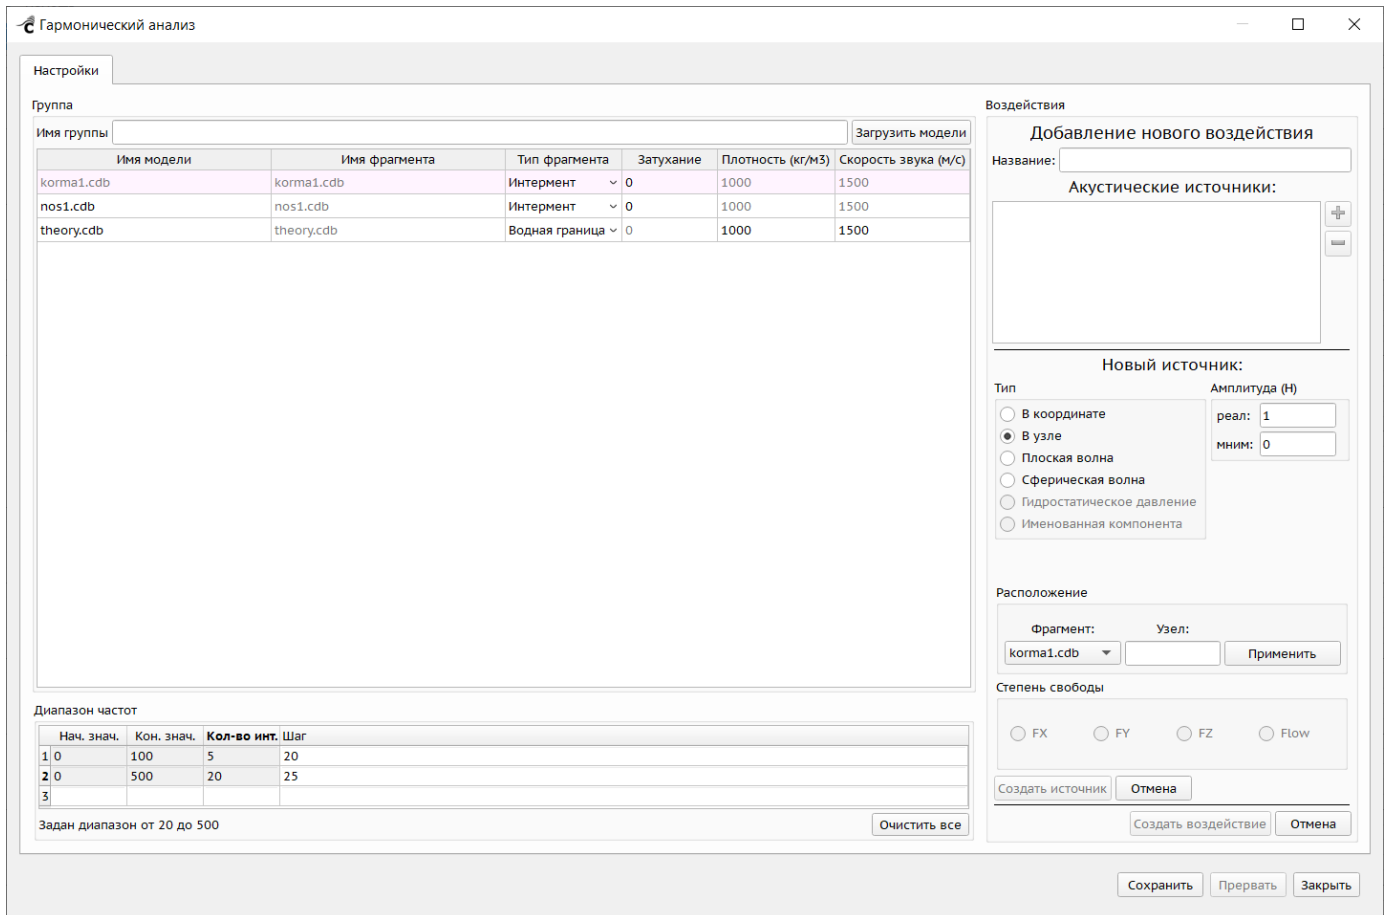 Гармонический анализ
Настройки
Группа
Имя группы Загрузить модели
Имя модели Имя фрагмента Тип фрагмента Затухание Плотность (кг/м3) Скорость звука (м/с)
korma1.cdb korma1.cdb Интермент 0 1000 1500
nos1.cdb nos1.cdb Интермент 0 1000 1500
theory.cdb theory.cdb Водная граница 0 1000 1500
Диапазон частот
Нач. знач. Кон. знач. Кол-во инт. Шаг
1 0 100 5 20
2 0 500 20 25
3
Задан диапазон от 20 до 500 Очистить все
Воздействия
Добавление нового воздействия
Название:
Акустические источники:
Новый источник:
Тип
В координате
В узле
Плоская волна
Сферическая волна
Гидростатическое давление
Именованная компонента
Амплитуда (Н)
реал: 1
мним: 0
Расположение
Фрагмент: Узел:
korma1.cdb Применить
Степень свободы
FX FY FZ Flow
Создать источник Отмена
Создать воздействие Отмена
Сохранить Прервать Закрыть